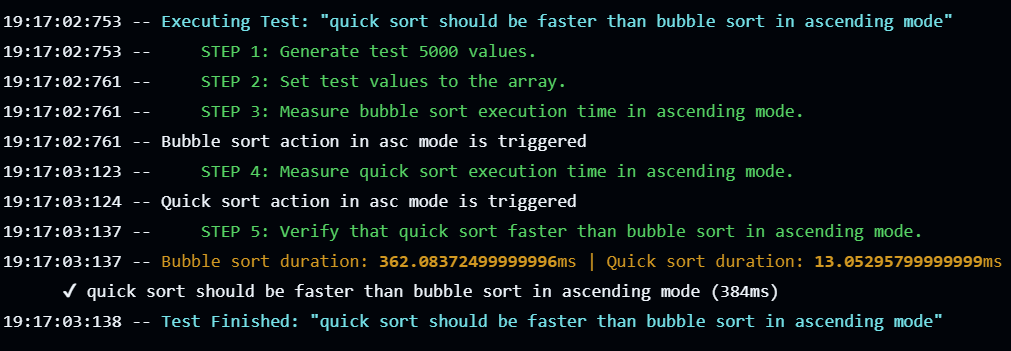 19:17:02:753 -- Executing Test: "quick sort should be faster than bubble sort in ascending mode"
19:17:02:753 --     STEP 1: Generate test 5000 values.
19:17:02:761 --     STEP 2: Set test values to the array.
19:17:02:761 --     STEP 3: Measure bubble sort execution time in ascending mode.
19:17:02:761 -- Bubble sort action in asc mode is triggered
19:17:03:123 --     STEP 4: Measure quick sort execution time in ascending mode.
19:17:03:124 -- Quick sort action in asc mode is triggered
19:17:03:137 --     STEP 5: Verify that quick sort faster than bubble sort in ascending mode.
19:17:03:137 -- Bubble sort duration: 362.08372499999996ms | Quick sort duration: 13.05295799999999ms
✓ quick sort should be faster than bubble sort in ascending mode (384ms)
19:17:03:138 -- Test Finished: "quick sort should be faster than bubble sort in ascending mode"